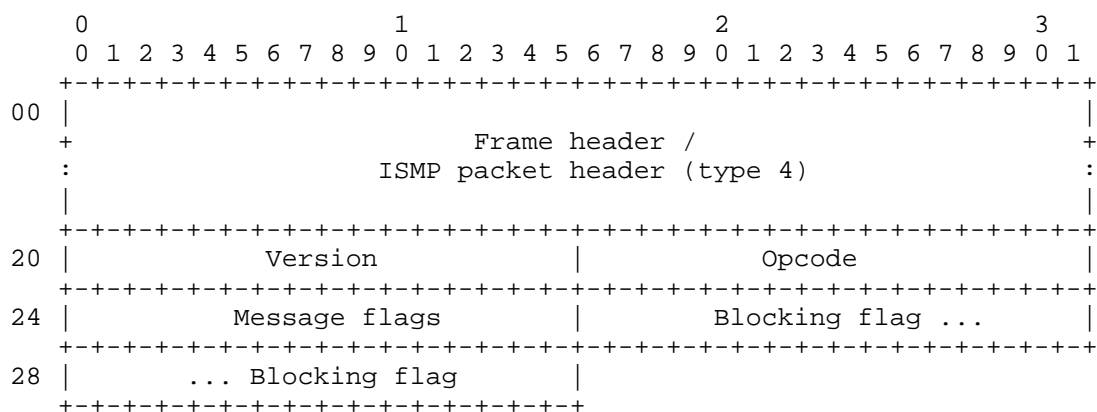 0                   1                   2                   3
 0 1 2 3 4 5 6 7 8 9 0 1 2 3 4 5 6 7 8 9 0 1 2 3 4 5 6 7 8 9 0 1
+-+-+-+-+-+-+-+-+-+-+-+-+-+-+-+-+-+-+-+-+-+-+-+-+-+-+-+-+-+-+-+-+
00 |                                                               |
+                         Frame header /                        +
:                   ISMP packet header (type 4)                 :
|                                                               |
+-+-+-+-+-+-+-+-+-+-+-+-+-+-+-+-+-+-+-+-+-+-+-+-+-+-+-+-+-+-+-+-+
20 |            Version            |           Opcode              |
+-+-+-+-+-+-+-+-+-+-+-+-+-+-+-+-+-+-+-+-+-+-+-+-+-+-+-+-+-+-+-+-+
24 |          Message flags        |        Blocking flag ...      |
+-+-+-+-+-+-+-+-+-+-+-+-+-+-+-+-+-+-+-+-+-+-+-+-+-+-+-+-+-+-+-+-+
28 |       ... Blocking flag       |
+-+-+-+-+-+-+-+-+-+-+-+-+-+-+-+-+